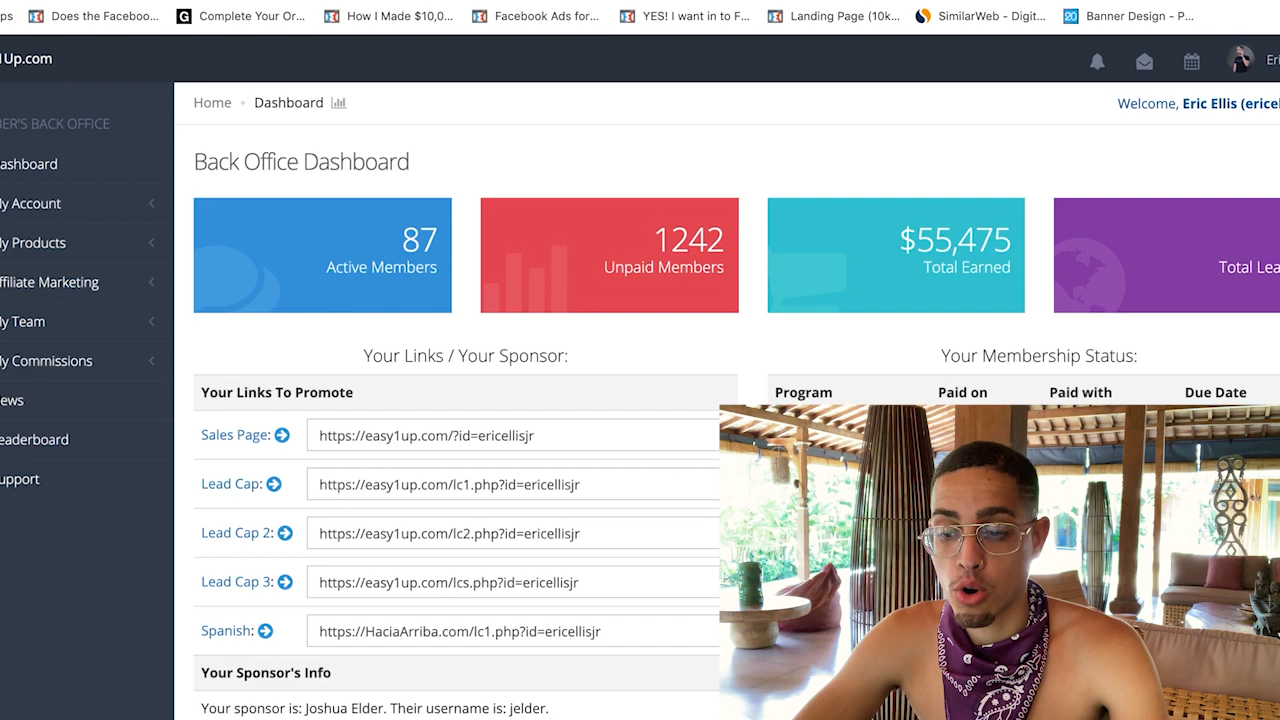 ps Does the Facebo... Complete Your Or... How I Made $10,0... Facebook Ads for... YES! I want in to F... Landing Page (10k... SimilarWeb - Digit... Banner Design - P...
1Up.com Eri
Home • Dashboard Welcome, Eric Ellis (ericel
BER'S BACK OFFICE
ashboard
y Account
y Products
ffiliate Marketing
y Team
y Commissions
ews
eaderboard
upport
Back Office Dashboard
87
Active Members
1242
Unpaid Members
$55,475
Total Earned
Total Lea
Your Links / Your Sponsor:
Your Links To Promote
Sales Page: https://easy1up.com/?id=ericellisjr
Lead Cap: https://easy1up.com/lc1.php?id=ericellisjr
Lead Cap 2: https://easy1up.com/lc2.php?id=ericellisjr
Lead Cap 3: https://easy1up.com/lcs.php?id=ericellisjr
Spanish: https://HaciaArriba.com/lc1.php?id=ericellisjr
Your Sponsor's Info
Your sponsor is: Joshua Elder. Their username is: jelder.
Your Membership Status:
Program Paid on Paid with Due Date
20